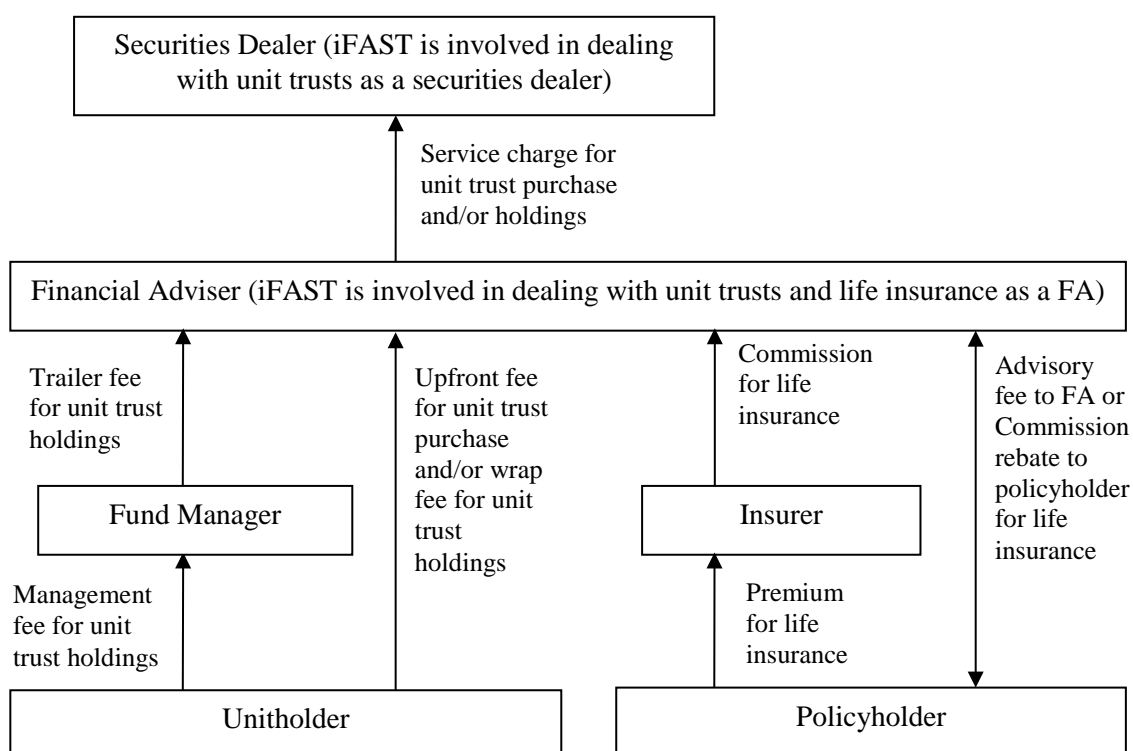 Securities Dealer (iFAST is involved in dealing
with unit trusts as a securities dealer)
Service charge for
unit trust purchase
and/or holdings
Financial Adviser (iFAST is involved in dealing with unit trusts and life insurance as a FA)
Trailer fee
for unit trust
holdings
Upfront fee
for unit trust
purchase
and/or wrap
fee for unit
trust
holdings
Commission
for life
insurance
Advisory
fee to FA or
Commission
rebate to
policyholder
for life
insurance
Fund Manager
Insurer
Management
fee for unit
trust holdings
Premium
for life
insurance
Unitholder
Policyholder